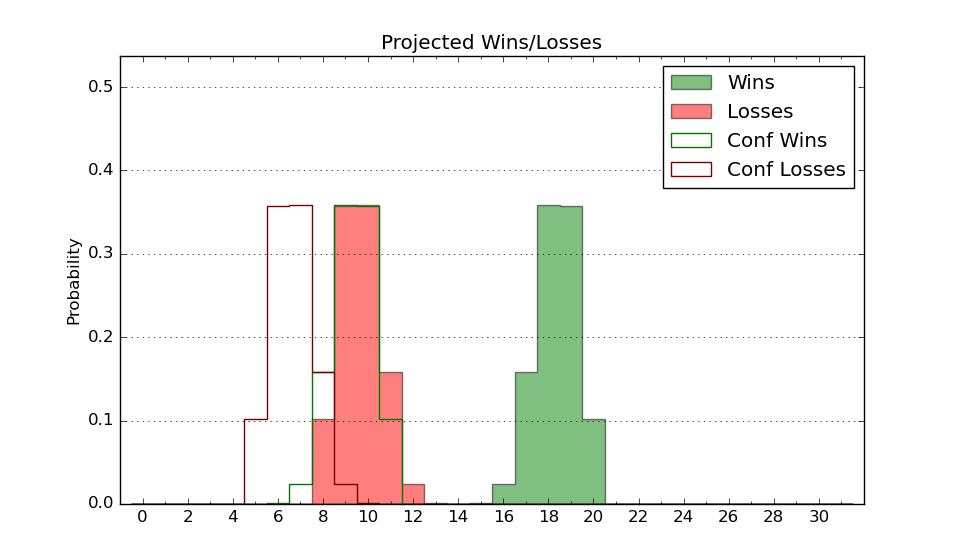 Projected Wins/Losses
Probability
0.5
0.4
0.3
0.2
0.1
0.0
0 2 4 6 8 10 12 14 16 18 20 22 24 26 28 30
Wins
Losses
Conf Wins
Conf Losses